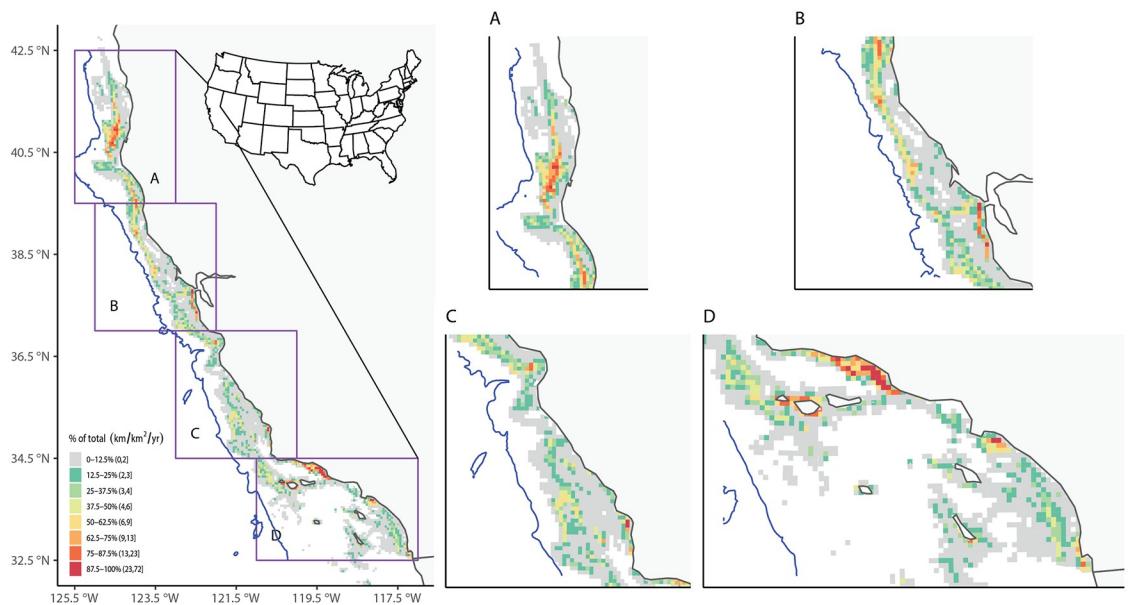 A
B
42.5 °N
40.5 °N
A
38.5 °N
B
C
D
36.5 °N
C
% of total (km/km²/yr)
0–12.5% (0,2]
34.5 °N
12.5–25% (2,3]
25–37.5% (3,4]
37.5–50% (4,6]
50–62.5% (6,9]
D
62.5–75% (9,13]
75–87.5% (13,23]
32.5 °N
87.5–100% (23,72]
125.5 °W 123.5 °W 121.5 °W 119.5 °W 117.5 °W